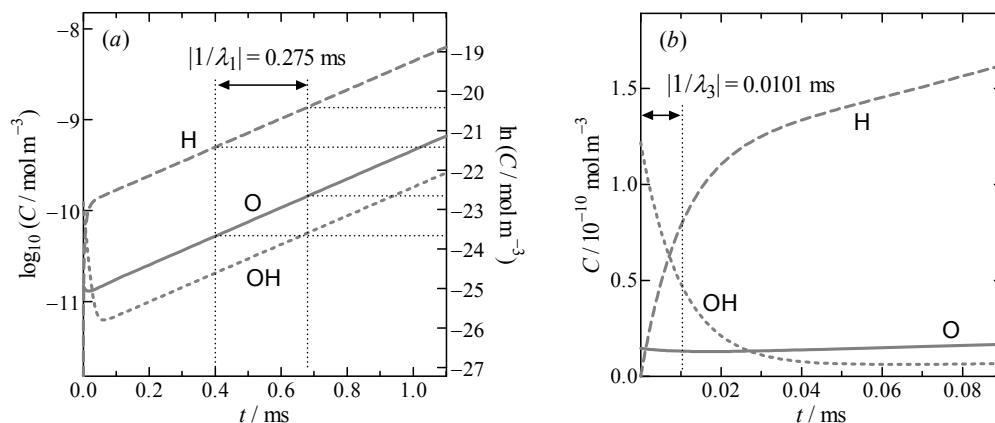 (a)
|1/λ₁| = 0.275 ms
H
O
OH
log₁₀ (C / mol m⁻³)
−8
−9
−10
−11
ln (C / mol m⁻³)
−19
−20
−21
−22
−23
−24
−25
−26
−27
0.0 0.2 0.4 0.6 0.8 1.0
t / ms
(b)
|1/λ₃| = 0.0101 ms
H
OH
O
C / 10⁻¹⁰ mol m⁻³
1.5
1.0
0.5
0.0
0 0.02 0.04 0.06 0.08
t / ms